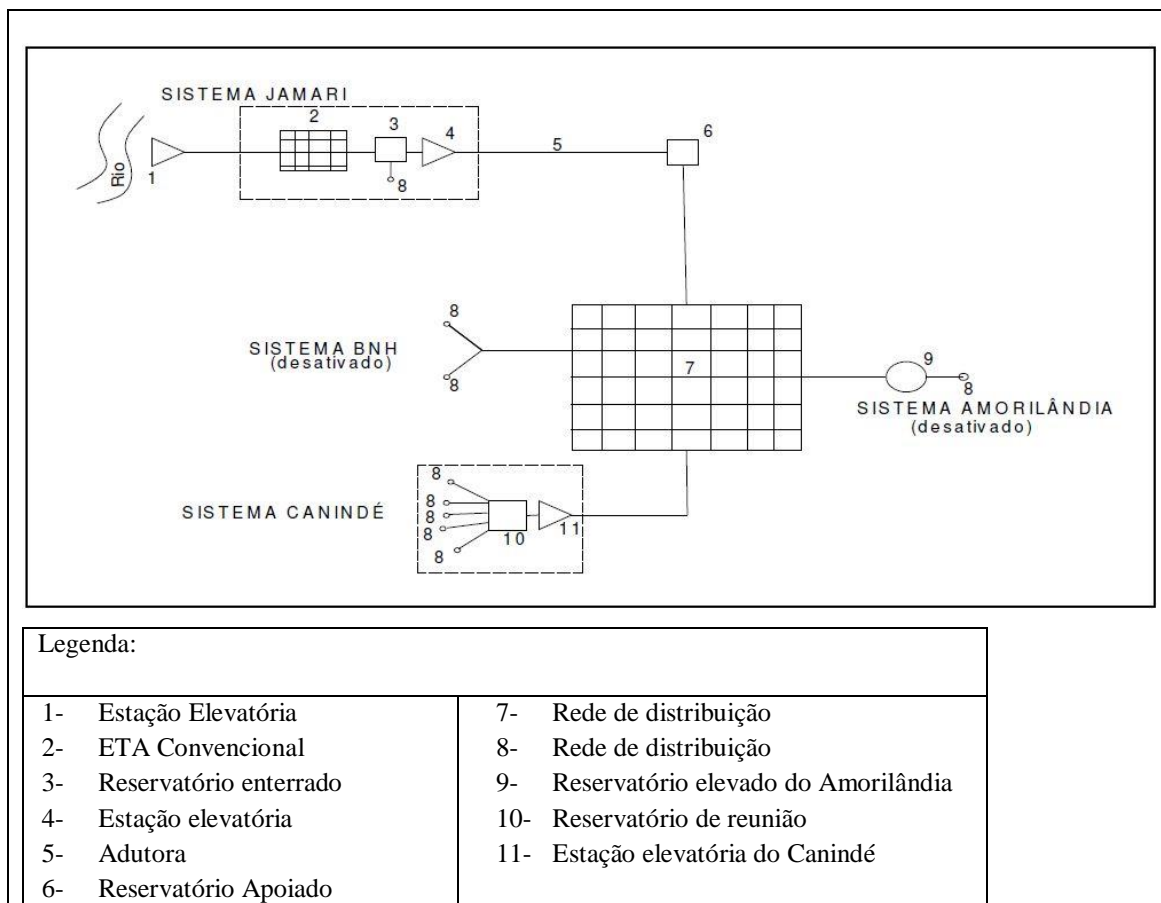 SISTEMA JAMARI
2
3
4
5
6
Rio
1
8
8
SISTEMA BNH
(desativado)
8
7
9
8
SISTEMA AMORILÂNDIA
(desativado)
SISTEMA CANINDÉ
8
8
8
8
8
10
11
Legenda:
1- Estação Elevatória
2- ETA Convencional
3- Reservatório enterrado
4- Estação elevatória
5- Adutora
6- Reservatório Apoiado
7- Rede de distribuição
8- Rede de distribuição
9- Reservatório elevado do Amorilândia
10- Reservatório de reunião
11- Estação elevatória do Canindé